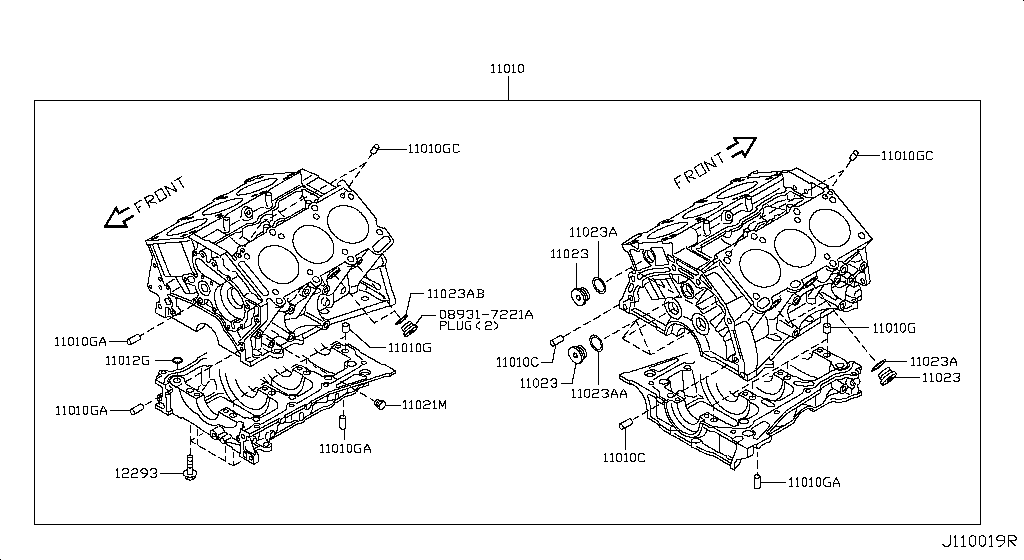 11010
11010GC
FRONT
11023AB
08931-7221A
PLUG(2)
11010GA
11012G
11010G
11010GA
11021M
11010GA
12293
FRONT
11010GC
11023A
11023
11010G
11010C
11023
11023A
11023
11023AA
11010C
11010GA
J110019R